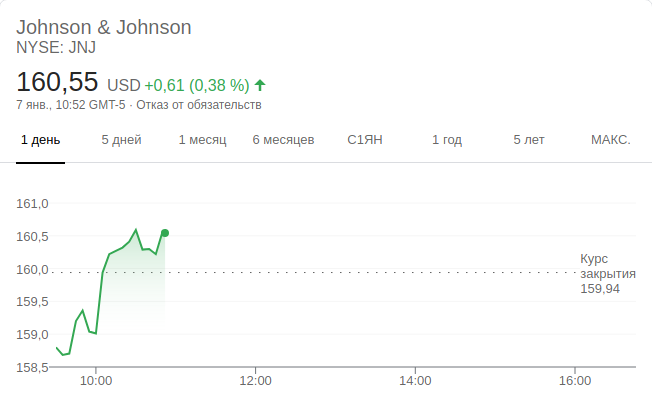 Johnson & Johnson
NYSE: JNJ
160,55 USD +0,61 (0,38 %)
7 янв., 10:52 GMT-5 · Отказ от обязательств
1 день 5 дней 1 месяц 6 месяцев С1ЯН 1 год 5 лет МАКС.
161,0
160,5
160,0
159,5
159,0
158,5
Курс
закрытия
159,94
10:00 12:00 14:00 16:00